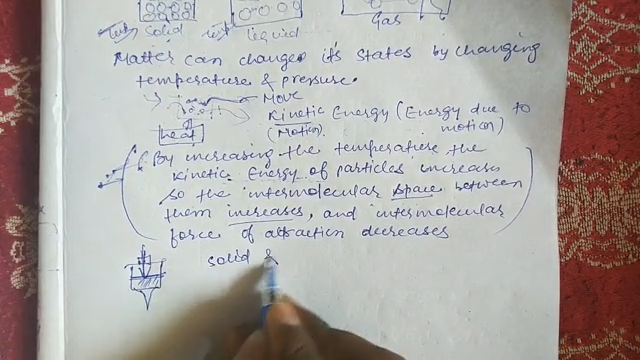 solid liquid Gas
Matter can change its states by changing
temperature & pressure.
Move
Kinetic Energy (Energy due to
heat (Motion). motion)
By increasing the temperature the
kinetic Energy of particles increases
so the intermolecular space between
them increases, and intermolecular
force of attraction decreases
solid